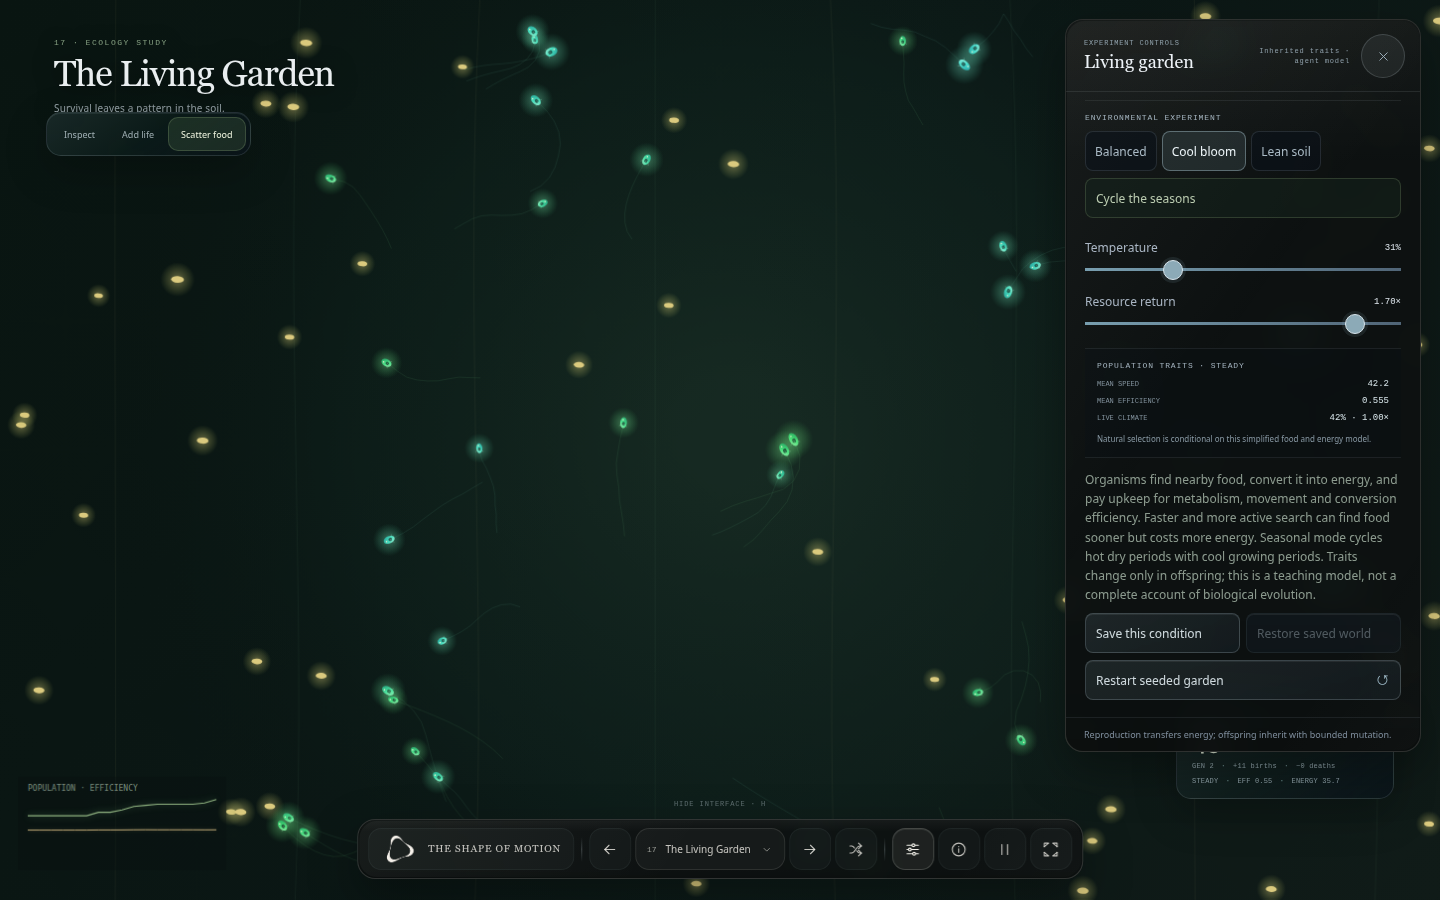 17 · ECOLOGY STUDY
The Living Garden
Survival leaves a pattern in the soil.
Inspect
Add life
Scatter food
EXPERIMENT CONTROLS
Living garden
Inherited traits ·
agent model
ENVIRONMENTAL EXPERIMENT
Balanced
Cool bloom
Lean soil
Cycle the seasons
Temperature
31%
Resource return
1.70×
POPULATION TRAITS · STEADY
MEAN SPEED
42.2
MEAN EFFICIENCY
0.555
LIVE CLIMATE
42% · 1.00×
Natural selection is conditional on this simplified food and energy model.
Organisms find nearby food, convert it into energy, and
pay upkeep for metabolism, movement and conversion
efficiency. Faster and more active search can find food
sooner but costs more energy. Seasonal mode cycles
hot dry periods with cool growing periods. Traits
change only in offspring; this is a teaching model, not a
complete account of biological evolution.
Save this condition
Restore saved world
Restart seeded garden
Reproduction transfers energy; offspring inherit with bounded mutation.
GEN 2 · +11 births · −0 deaths
STEADY · EFF 0.55 · ENERGY 35.7
POPULATION · EFFICIENCY
HIDE INTERFACE · H
THE SHAPE OF MOTION
17 The Living Garden